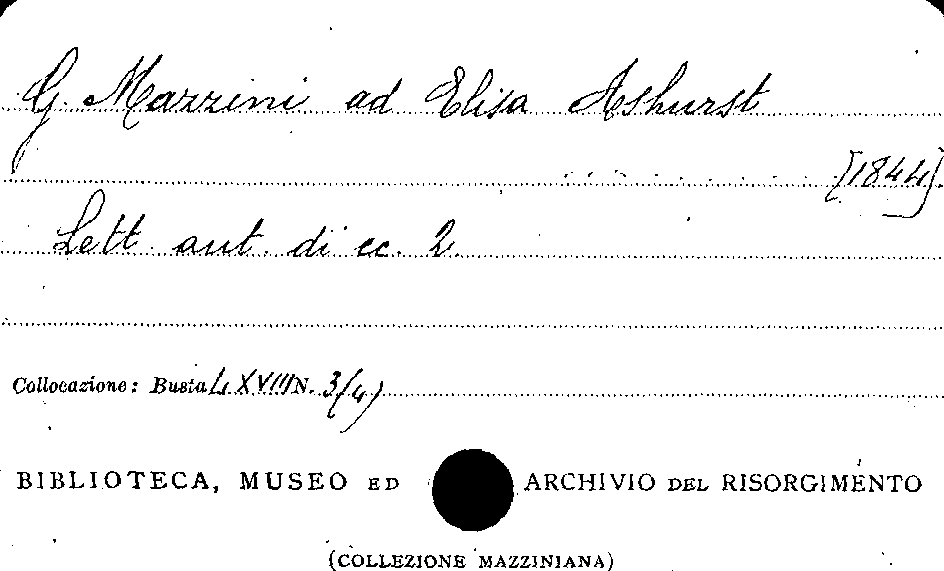 G. Mazzini ad Elisa Ashurst
[1844].
Lett. aut. di cc. 2.
Collocazione: Busta LXVIII N. 3/(4)
BIBLIOTECA, MUSEO ED ARCHIVIO DEL RISORGIMENTO
(COLLEZIONE MAZZINIANA)